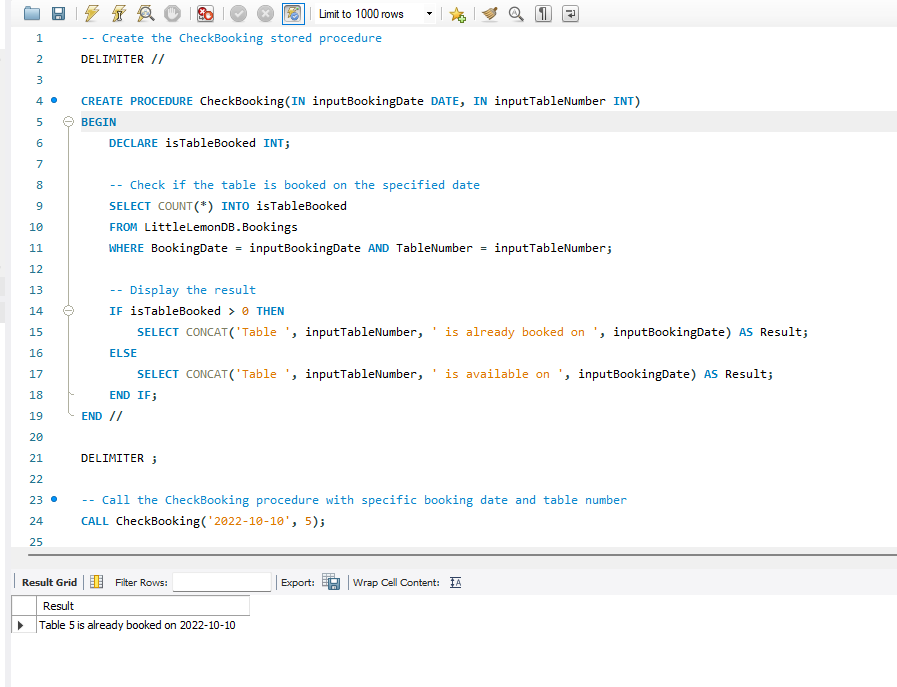 Limit to 1000 rows
1 -- Create the CheckBooking stored procedure
2 DELIMITER //
3
4 CREATE PROCEDURE CheckBooking(IN inputBookingDate DATE, IN inputTableNumber INT)
5 BEGIN
6 DECLARE isTableBooked INT;
7
8 -- Check if the table is booked on the specified date
9 SELECT COUNT(*) INTO isTableBooked
10 FROM LittleLemonDB.Bookings
11 WHERE BookingDate = inputBookingDate AND TableNumber = inputTableNumber;
12
13 -- Display the result
14 IF isTableBooked > 0 THEN
15 SELECT CONCAT('Table ', inputTableNumber, ' is already booked on ', inputBookingDate) AS Result;
16 ELSE
17 SELECT CONCAT('Table ', inputTableNumber, ' is available on ', inputBookingDate) AS Result;
18 END IF;
19 END //
20
21 DELIMITER ;
22
23 -- Call the CheckBooking procedure with specific booking date and table number
24 CALL CheckBooking('2022-10-10', 5);
25
Result Grid Filter Rows: Export: Wrap Cell Content: IA
Result
Table 5 is already booked on 2022-10-10